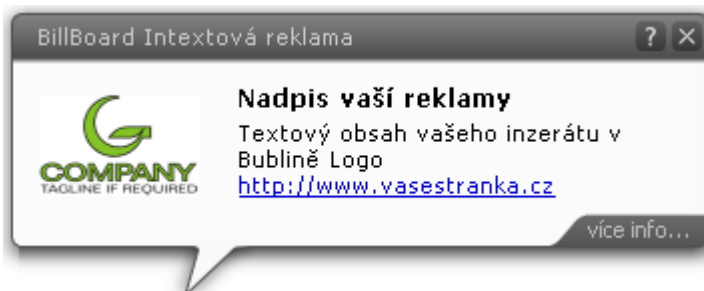 BillBoard Intextová reklama
?
Nadpis vaší reklamy
Textový obsah vašeho inzerátu v
Bublině Logo
http://www.vasestranka.cz
COMPANY
TAGLINE IF REQUIRED
více info...